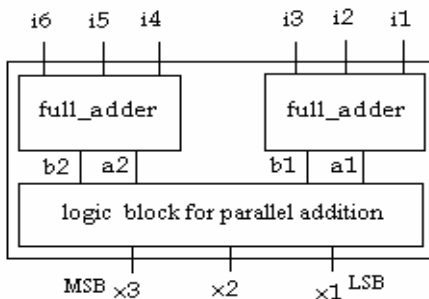 i6 i5 i4 i3 i2 i1
full_adder full_adder
b2 a2 b1 a1
logic block for parallel addition
MSB x3 x2 x1 LSB